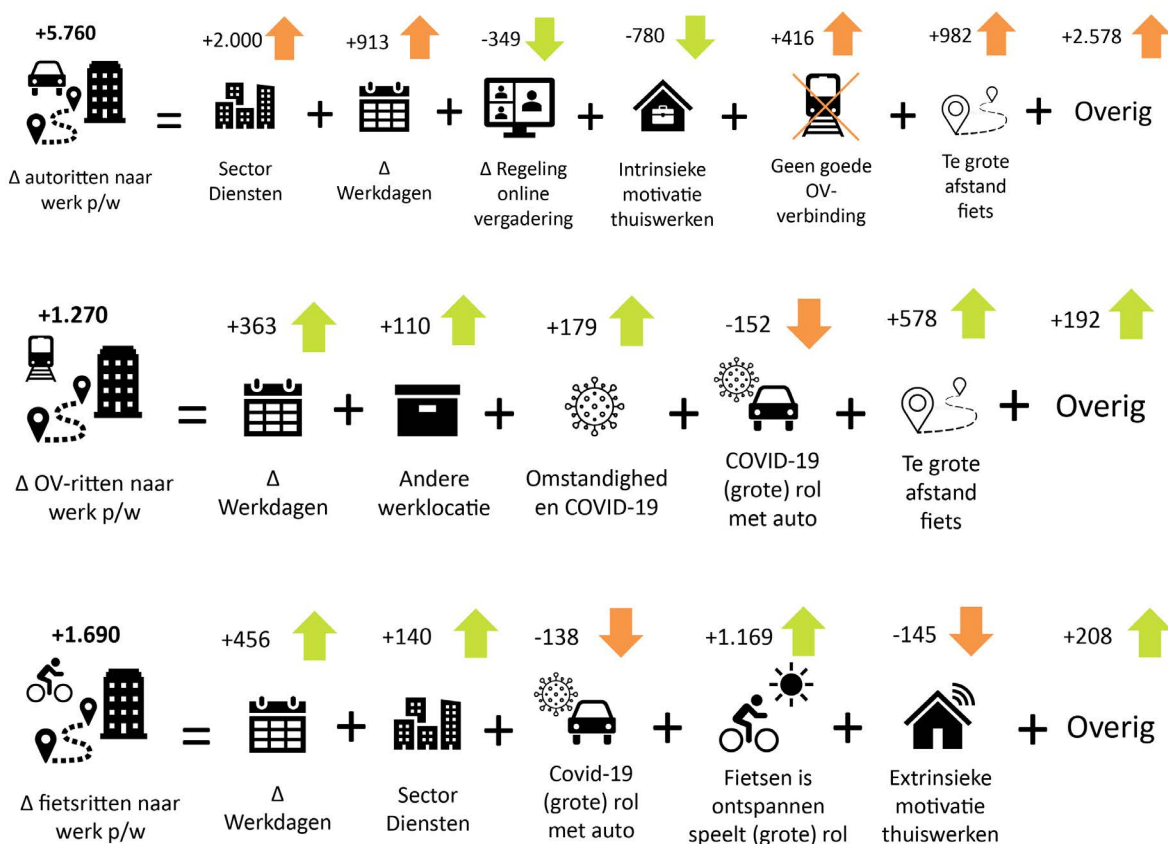 +5.760
+2.000
+913
-349
-780
+416
+982
+2.578
=
+
+
+
+
+
+
Overig
Δ autoritten naar
werk p/w
Sector
Diensten
Δ
Werkdagen
Δ Regeling
online
vergadering
Intrinsieke
motivatie
thuiswerken
Geen goede
OV-
verbinding
Te grote
afstand
fiets
+1.270
+363
+110
+179
-152
+578
+192
=
+
+
+
+
+
Overig
Δ OV-ritten naar
werk p/w
Δ
Werkdagen
Andere
werklocatie
Omstandighed
en COVID-19
COVID-19
(grote) rol
met auto
Te grote
afstand
fiets
+1.690
+456
+140
-138
+1.169
-145
+208
=
+
+
+
+
+
Overig
Δ fietsritten naar
werk p/w
Δ
Werkdagen
Sector
Diensten
Covid-19
(grote) rol
met auto
Fietsen is
ontspannen
speelt (grote) rol
Extrinsieke
motivatie
thuiswerken